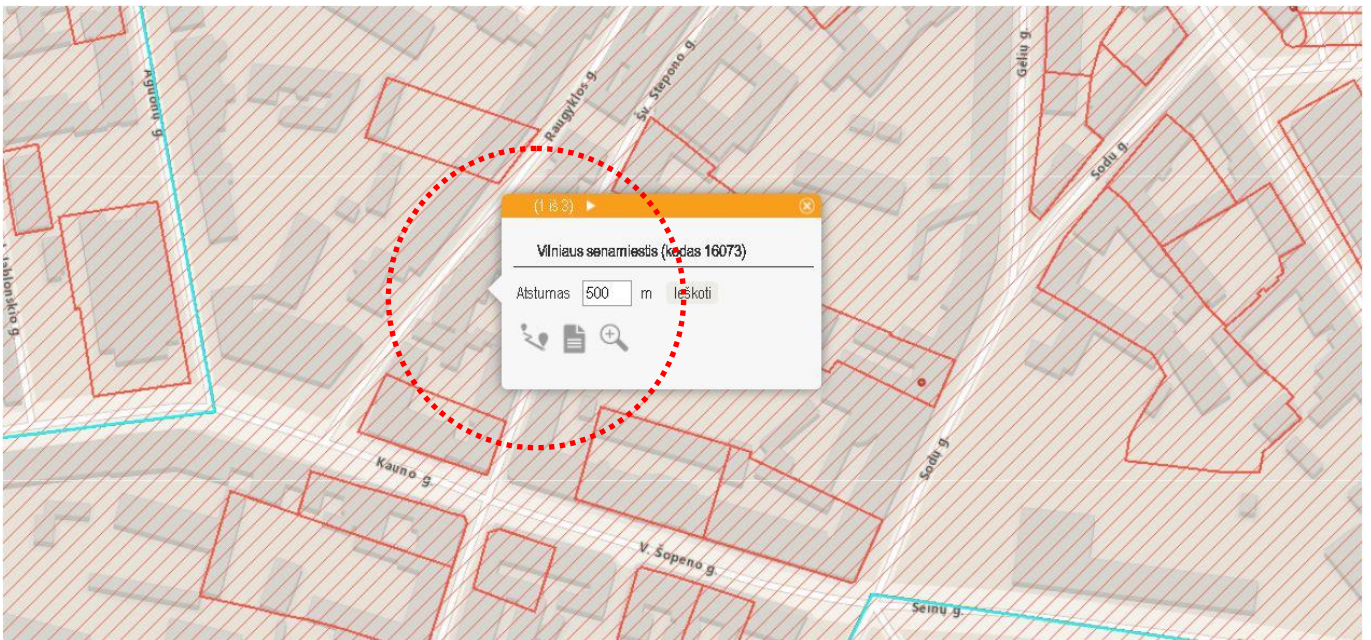 Aguonų g.
Raugyklos g.
Šv. Stepono g.
Gėlių g.
Sodų g.
(1 iš 3)
Vilniaus senamiestis (kodas 16073)
Atstumas 500 m Ieškoti
Jablonskio g.
Kauno g.
Sodų g.
V. Šopeno g.
Seinų g.